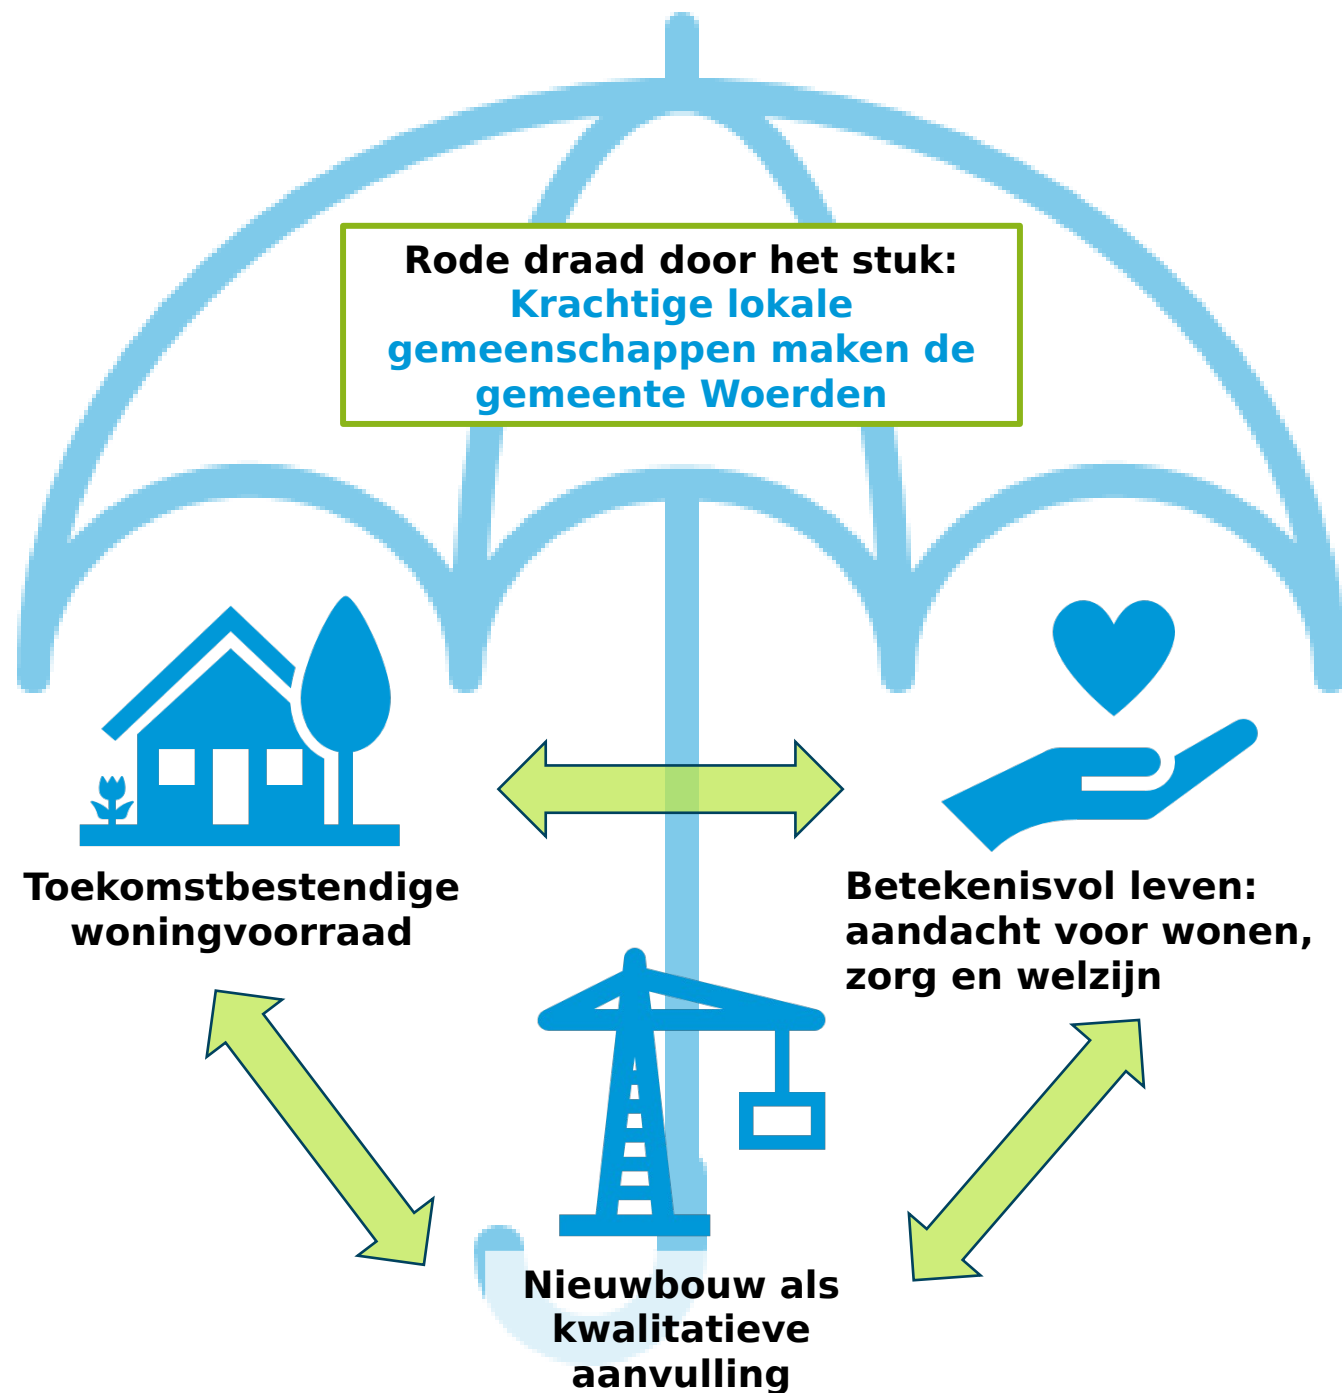 Rode draad door het stuk:
Krachtige lokale
gemeenschappen maken de
gemeente Woerden
Toekomstbestendige
woningvoorraad
Betekenisvol leven:
aandacht voor wonen,
zorg en welzijn
Nieuwbouw als
kwalitatieve
aanvulling